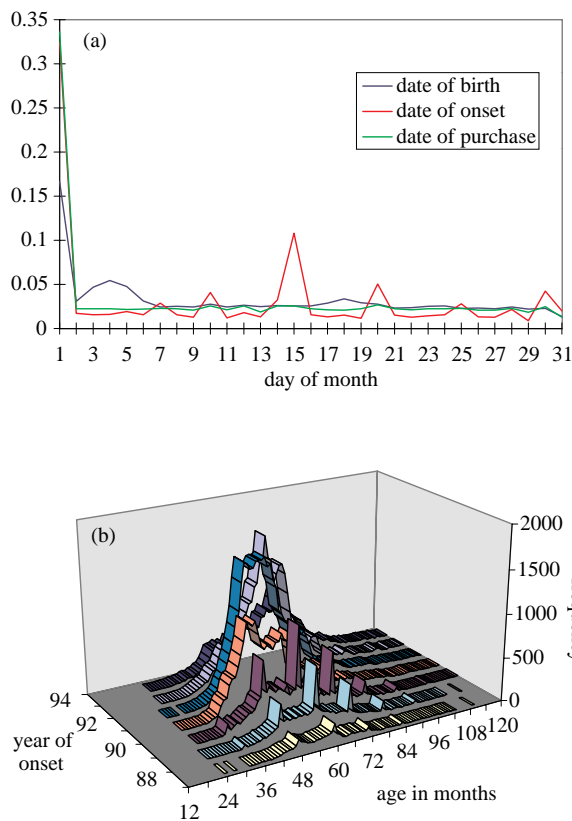 0.35
(a)
0.3
date of birth
0.25
date of onset
date of purchase
0.2
0.15
0.1
0.05
0
1 3 5 7 9 11 13 15 17 19 21 23 25 27 29 31
day of month
(b)
2000
1500
1000
500
0
94
92
90
88
year of
onset
12 24 36 48 60 72 84 96 108 120
age in months